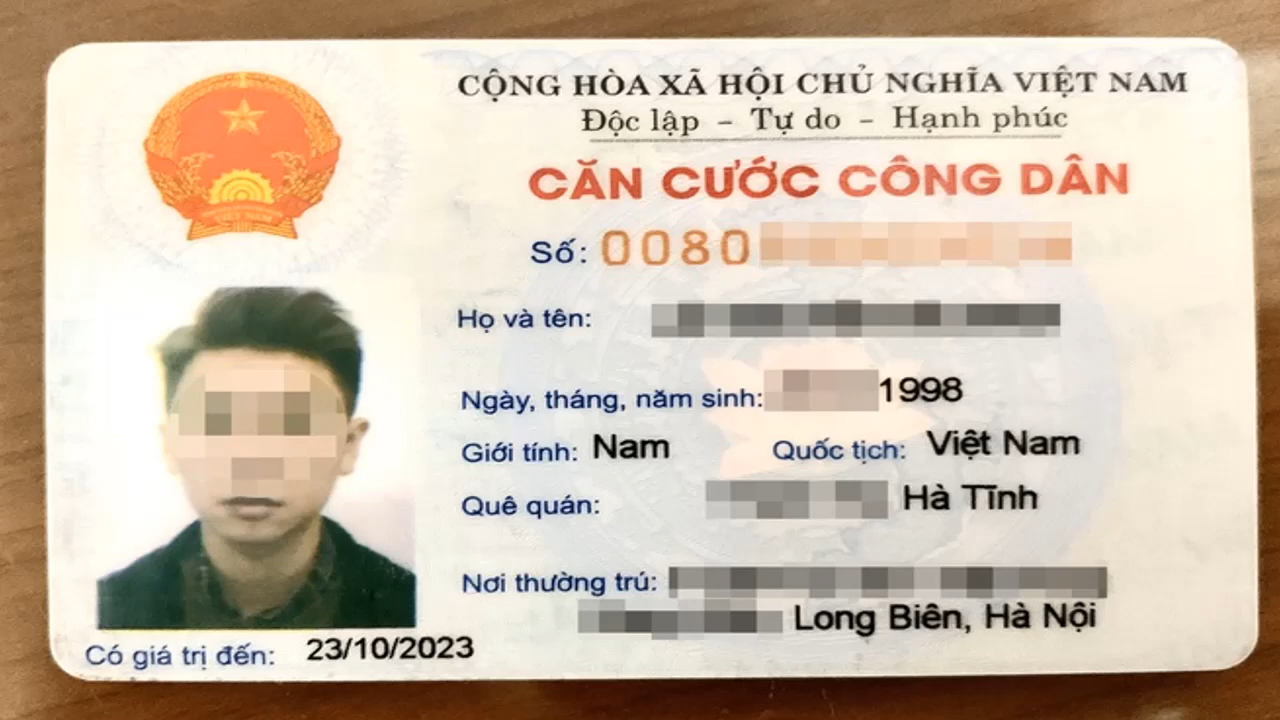 CỘNG HÒA XÃ HỘI CHỦ NGHĨA VIỆT NAM
Độc lập – Tự do – Hạnh phúc
CĂN CƯỚC CÔNG DÂN
Số: 0080
Họ và tên:
Ngày, tháng, năm sinh: 1998
Giới tính: Nam Quốc tịch: Việt Nam
Quê quán: Hà Tĩnh
Nơi thường trú:
Long Biên, Hà Nội
Có giá trị đến: 23/10/2023
VIỆT NAM